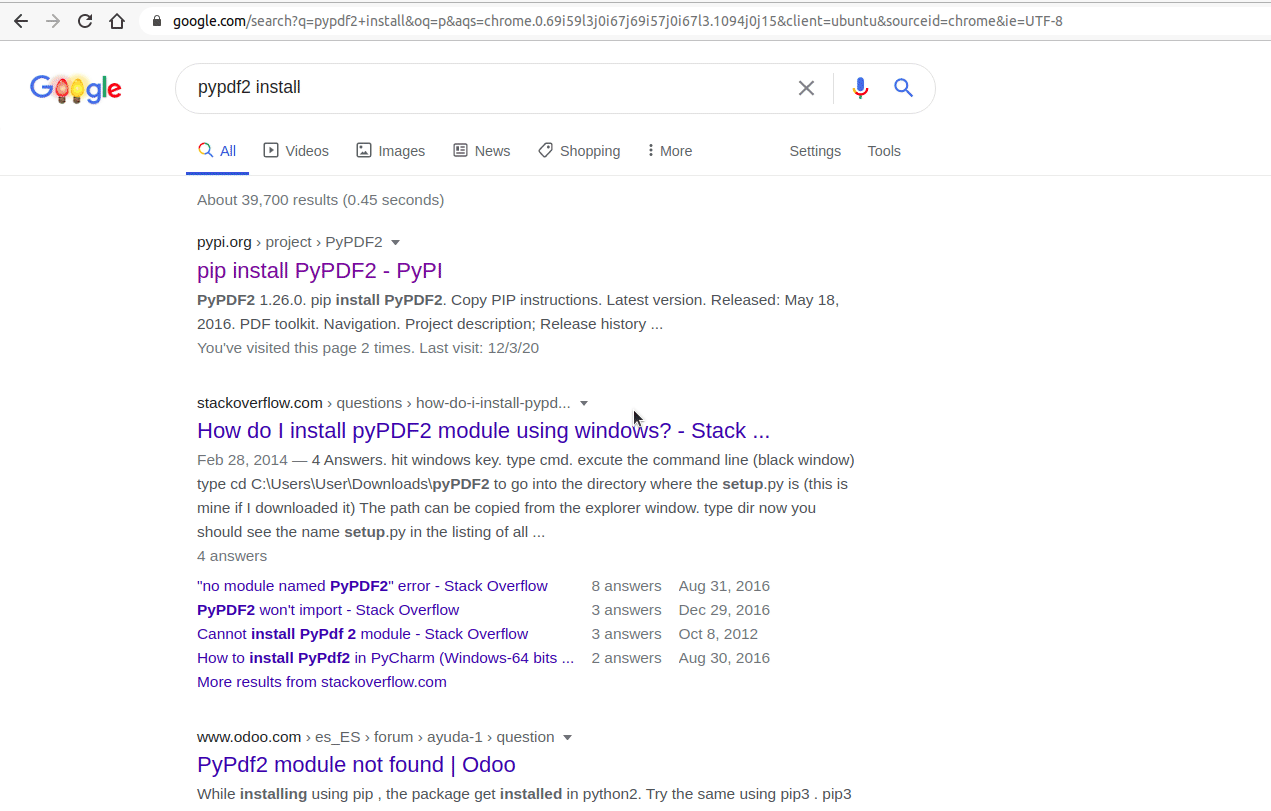 google.com/search?q=pypdf2+install&oq=p&aqs=chrome.0.69i59l3j0i67j69i57j0i67l3.1094j0j15&client=ubuntu&sourceid=chrome&ie=UTF-8
Google
pypdf2 install
All Videos Images News Shopping More Settings Tools
About 39,700 results (0.45 seconds)
pypi.org › project › PyPDF2
pip install PyPDF2 - PyPI
PyPDF2 1.26.0. pip install PyPDF2. Copy PIP instructions. Latest version. Released: May 18,
2016. PDF toolkit. Navigation. Project description; Release history ...
You've visited this page 2 times. Last visit: 12/3/20
stackoverflow.com › questions › how-do-i-install-pypd...
How do I install pyPDF2 module using windows? - Stack ...
Feb 28, 2014 — 4 Answers. hit windows key. type cmd. excute the command line (black window)
type cd C:\Users\User\Downloads\pyPDF2 to go into the directory where the setup.py is (this is
mine if I downloaded it) The path can be copied from the explorer window. type dir now you
should see the name setup.py in the listing of all ...
4 answers
"no module named PyPDF2" error - Stack Overflow 8 answers Aug 31, 2016
PyPDF2 won't import - Stack Overflow 3 answers Dec 29, 2016
Cannot install PyPdf 2 module - Stack Overflow 3 answers Oct 8, 2012
How to install PyPdf2 in PyCharm (Windows-64 bits ... 2 answers Aug 30, 2016
More results from stackoverflow.com
www.odoo.com › es_ES › forum › ayuda-1 › question
PyPdf2 module not found | Odoo
While installing using pip , the package get installed in python2. Try the same using pip3 . pip3